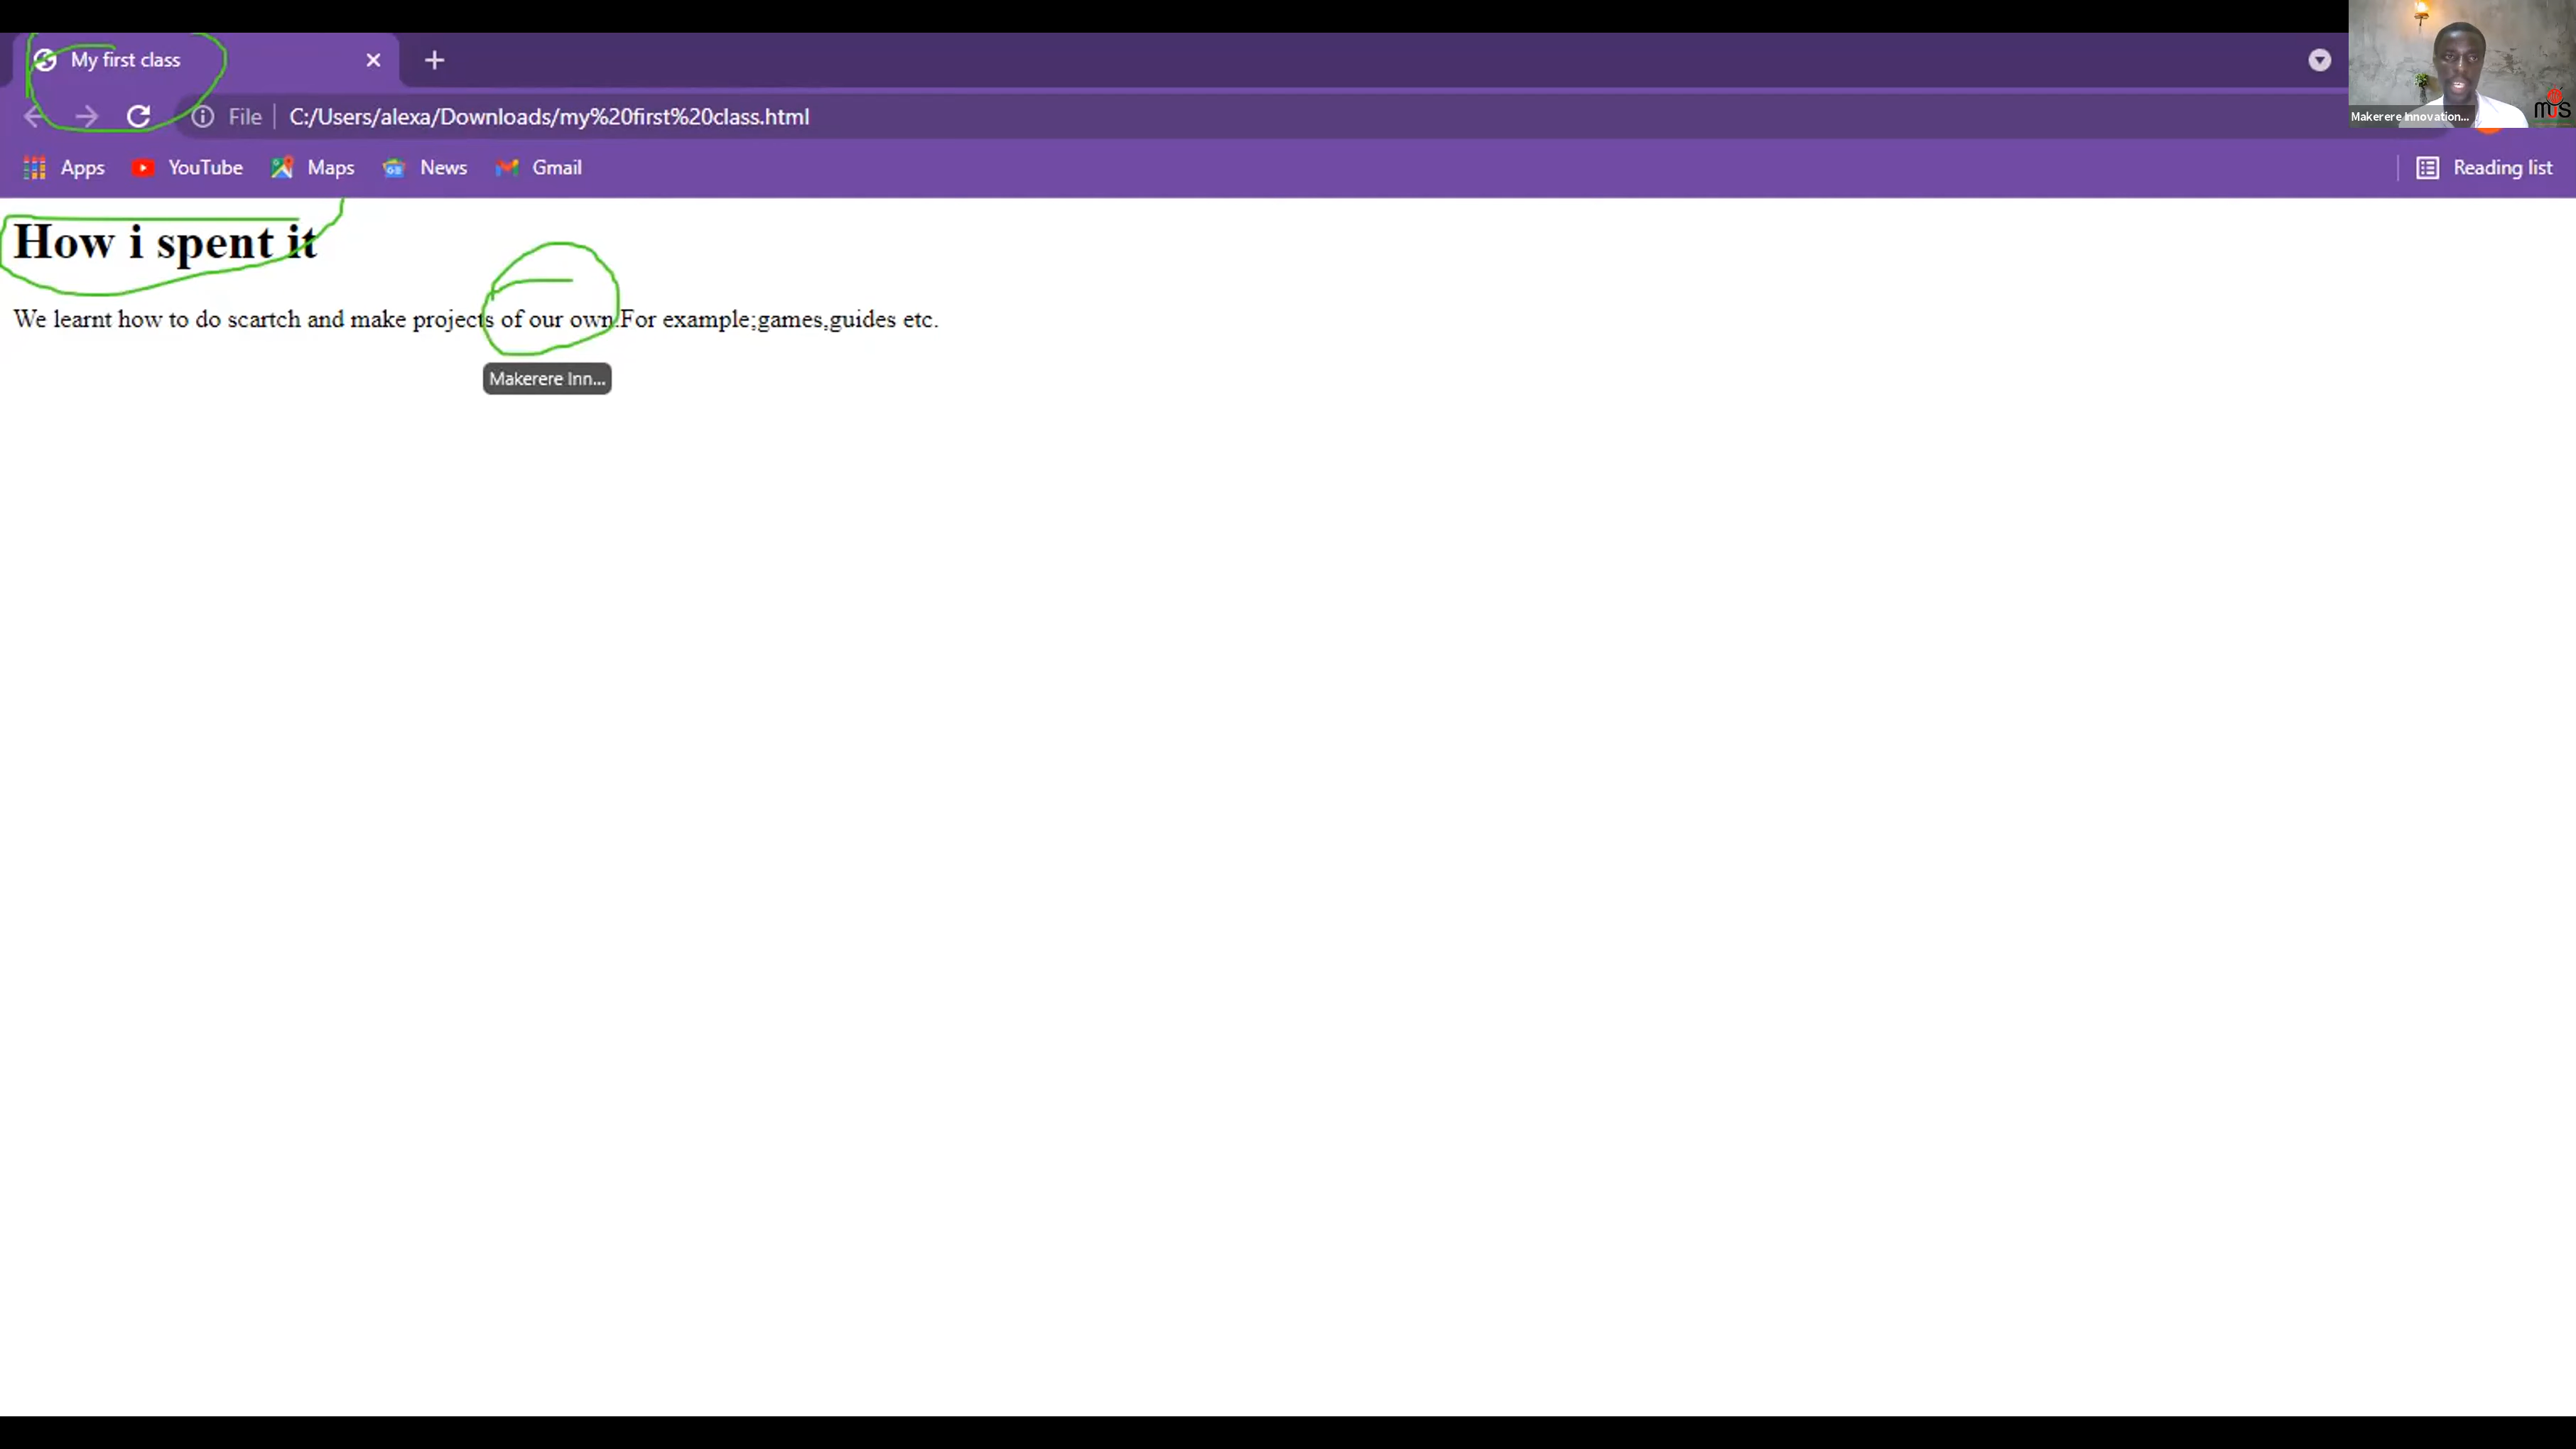 My first class
File C:/Users/alexa/Downloads/my%20first%20class.html
Makerere Innovation...
Apps YouTube Maps News Gmail Reading list
How i spent it
We learnt how to do scartch and make projects of our own.For example;games,guides etc.
Makerere Inn...